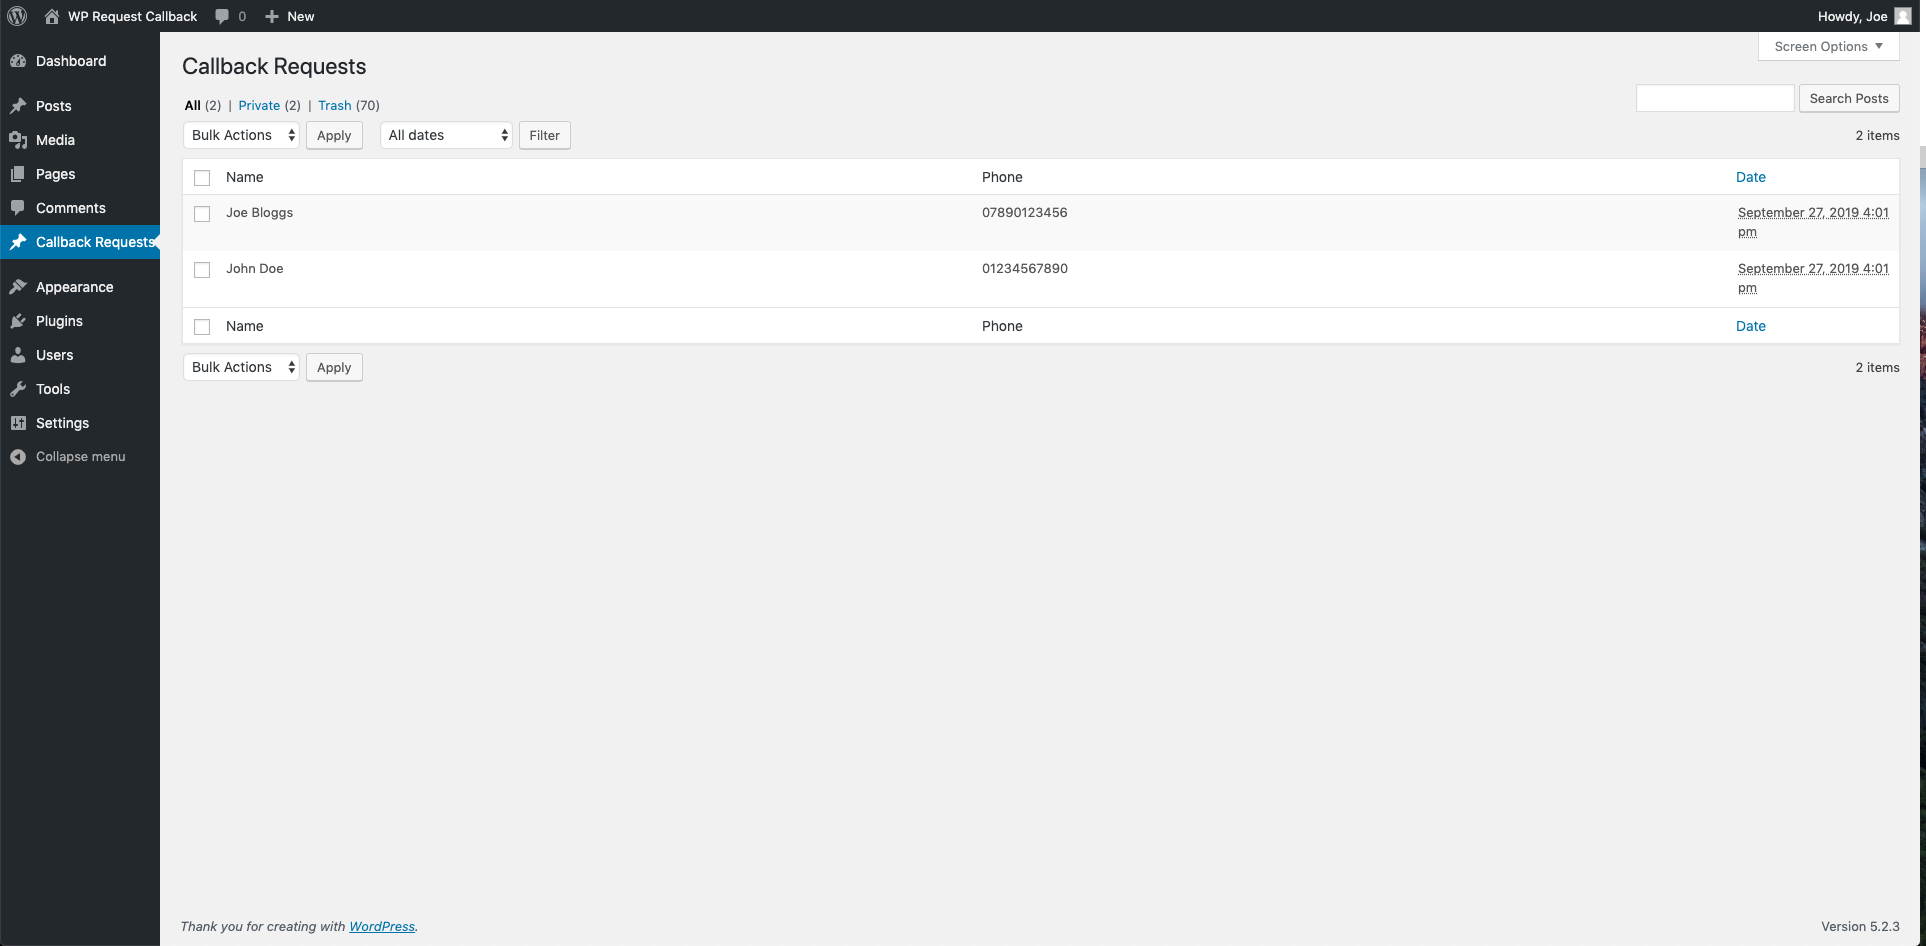 WP Request Callback 0 New Howdy, Joe
Screen Options
Dashboard
Posts
Media
Pages
Comments
Callback Requests
Appearance
Plugins
Users
Tools
Settings
Collapse menu
Callback Requests
All (2) | Private (2) | Trash (70)
Search Posts
Bulk Actions Apply All dates Filter 2 items
Name Phone Date
Joe Bloggs 07890123456 September 27, 2019 4:01
pm
John Doe 01234567890 September 27, 2019 4:01
pm
Name Phone Date
Bulk Actions Apply 2 items
Thank you for creating with WordPress. Version 5.2.3